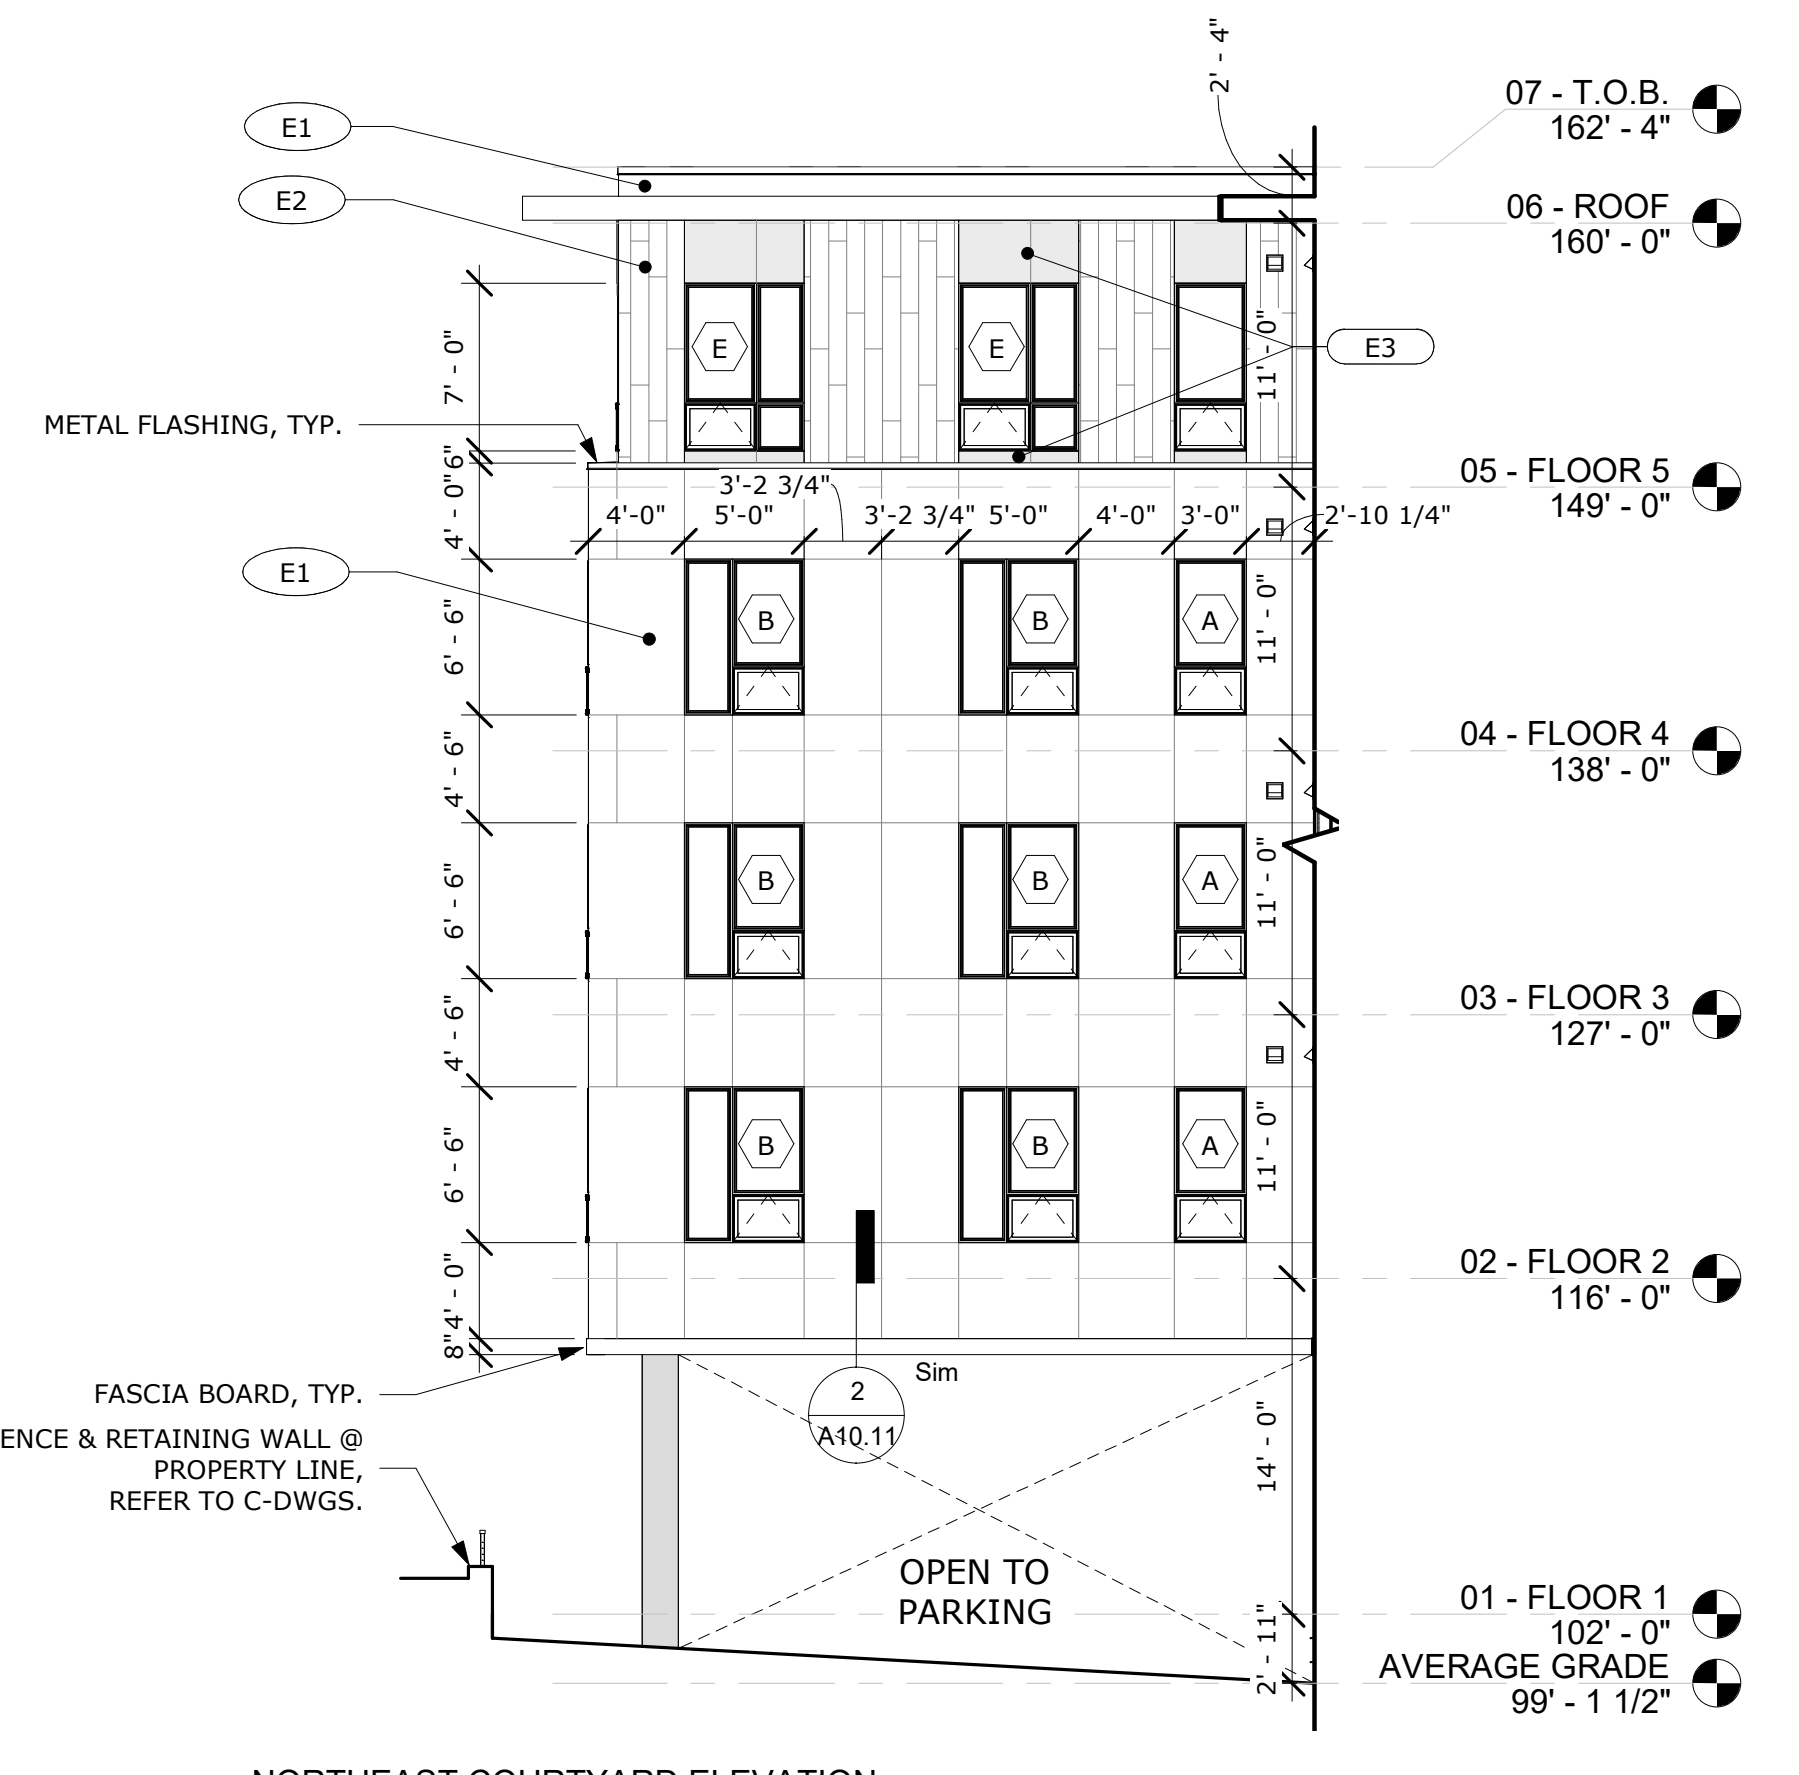 2' - 4"
07 - T.O.B.
162' - 4"
E1
E2
06 - ROOF
160' - 0"
7' - 0"
E
E
11' - 0"
E3
METAL FLASHING, TYP.
6"
05 - FLOOR 5
149' - 0"
4' - 0"
3'-2 3/4"
4'-0"
5'-0"
3'-2 3/4"
5'-0"
4'-0"
3'-0"
2'-10 1/4"
E1
6' - 6"
B
B
A
11' - 0"
4' - 6"
04 - FLOOR 4
138' - 0"
6' - 6"
B
B
A
11' - 0"
4' - 6"
03 - FLOOR 3
127' - 0"
6' - 6"
B
B
A
11' - 0"
4' - 0"
02 - FLOOR 2
116' - 0"
8"
FASCIA BOARD, TYP.
Sim
2
A10.11
ENCE & RETAINING WALL @
PROPERTY LINE,
REFER TO C-DWGS.
14' - 0"
OPEN TO
PARKING
01 - FLOOR 1
102' - 0"
2' - 11"
AVERAGE GRADE
99' - 1 1/2"
NORTHEAST COURTYARD ELEVATION